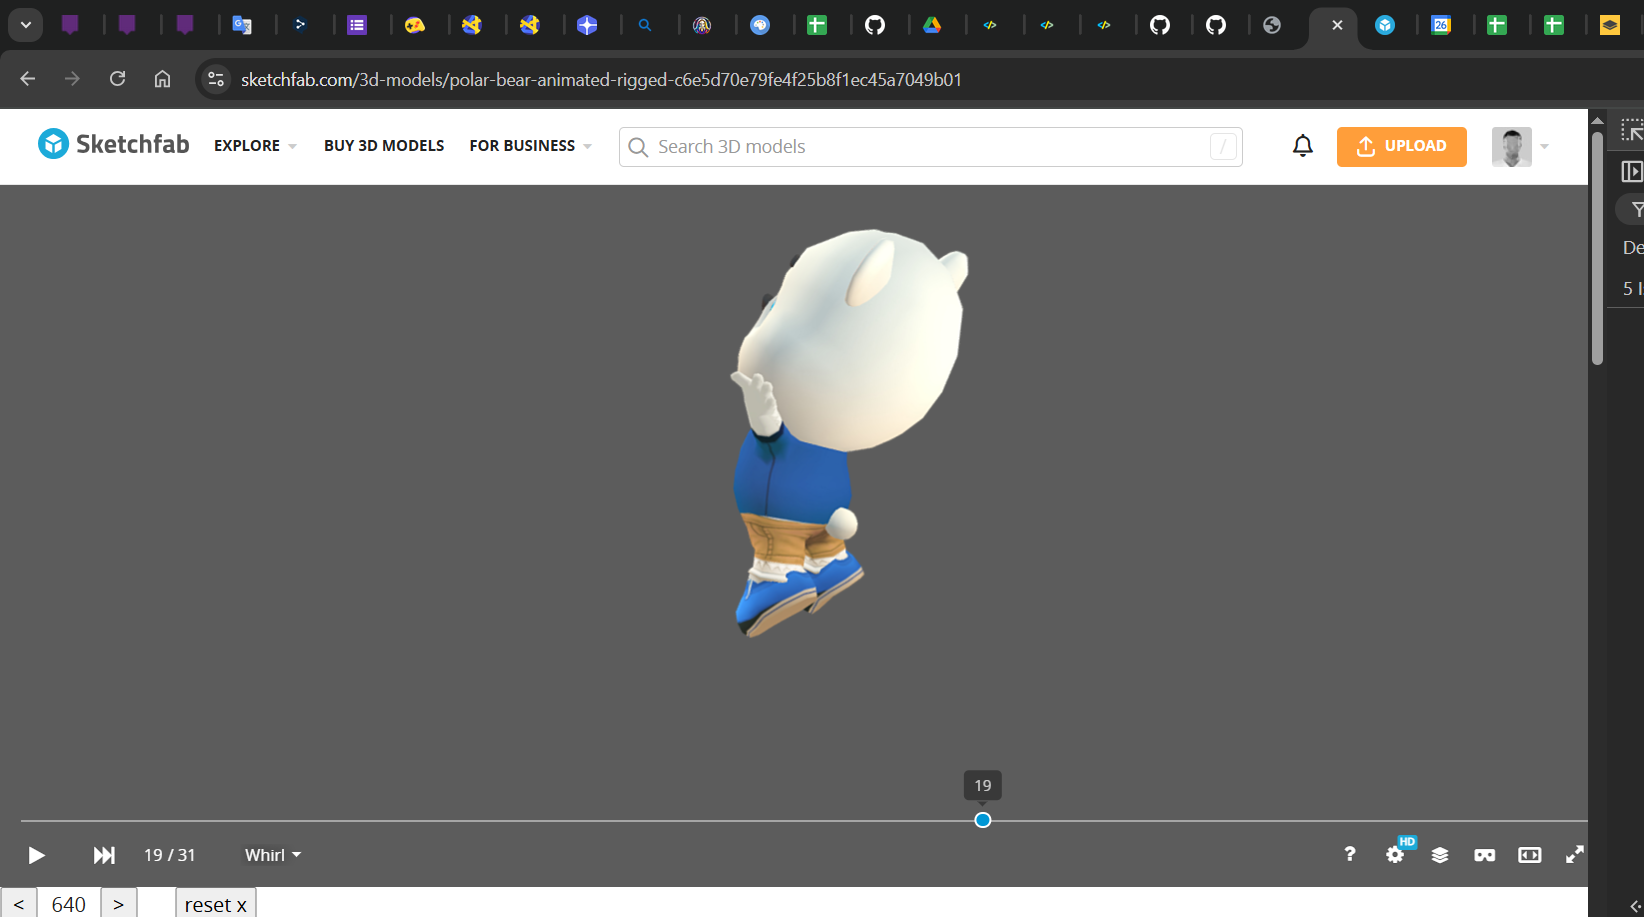 26
sketchfab.com/3d-models/polar-bear-animated-rigged-c6e5d70e79fe4f25b8f1ec45a7049b01
Sketchfab
EXPLORE
BUY 3D MODELS
FOR BUSINESS
Search 3D models
/
UPLOAD
De
5 I
19
19 / 31
Whirl
?
HD
<
640
>
reset x